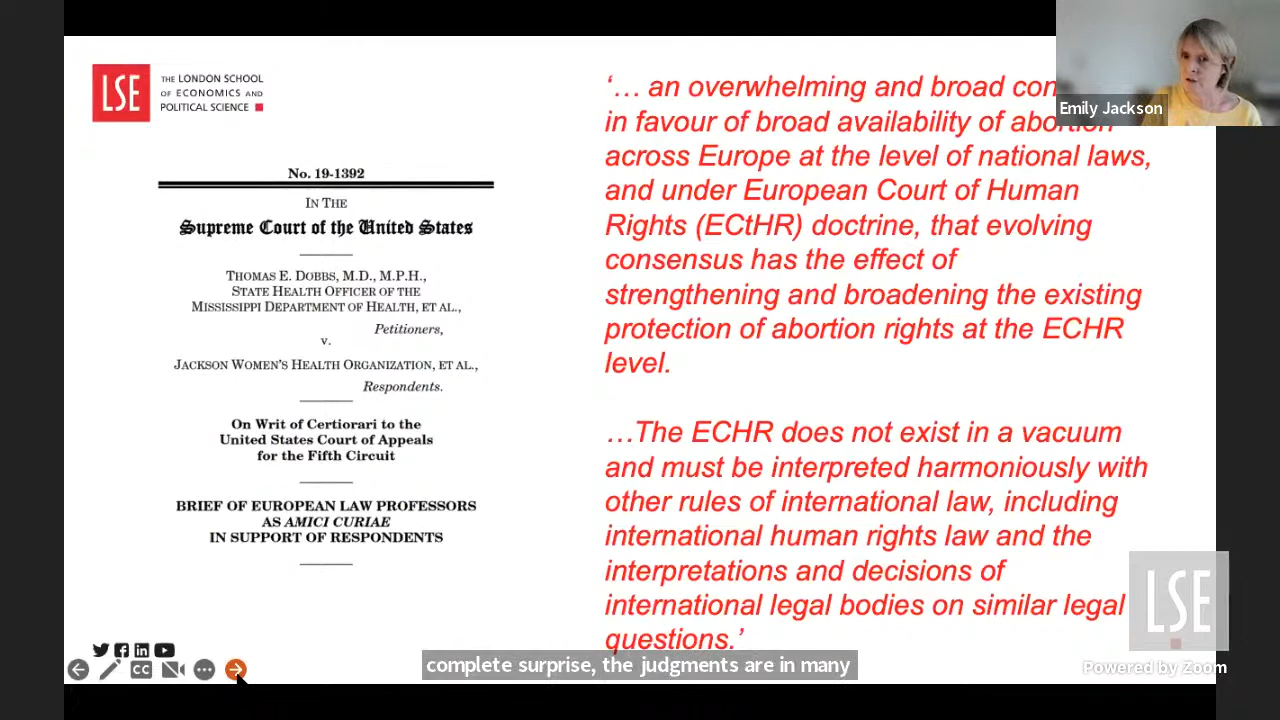 LSE THE LONDON SCHOOL
OF ECONOMICS AND
POLITICAL SCIENCE
No. 19-1392
IN THE
Supreme Court of the United States
THOMAS E. DOBBS, M.D., M.P.H.,
STATE HEALTH OFFICER OF THE
MISSISSIPPI DEPARTMENT OF HEALTH, ET AL.,
Petitioners,
v.
JACKSON WOMEN'S HEALTH ORGANIZATION, ET AL.,
Respondents.
On Writ of Certiorari to the
United States Court of Appeals
for the Fifth Circuit
BRIEF OF EUROPEAN LAW PROFESSORS
AS AMICI CURIAE
IN SUPPORT OF RESPONDENTS
‘… an overwhelming and broad
in favour of broad availability of abortion
across Europe at the level of national laws,
and under European Court of Human
Rights (ECtHR) doctrine, that evolving
consensus has the effect of
strengthening and broadening the existing
protection of abortion rights at the ECHR
level.
…The ECHR does not exist in a vacuum
and must be interpreted harmoniously with
other rules of international law, including
international human rights law and the
interpretations and decisions of
international legal bodies on similar legal
questions.’
Emily Jackson
CC
complete surprise, the judgments are in many
LSE
Powered by Zoom